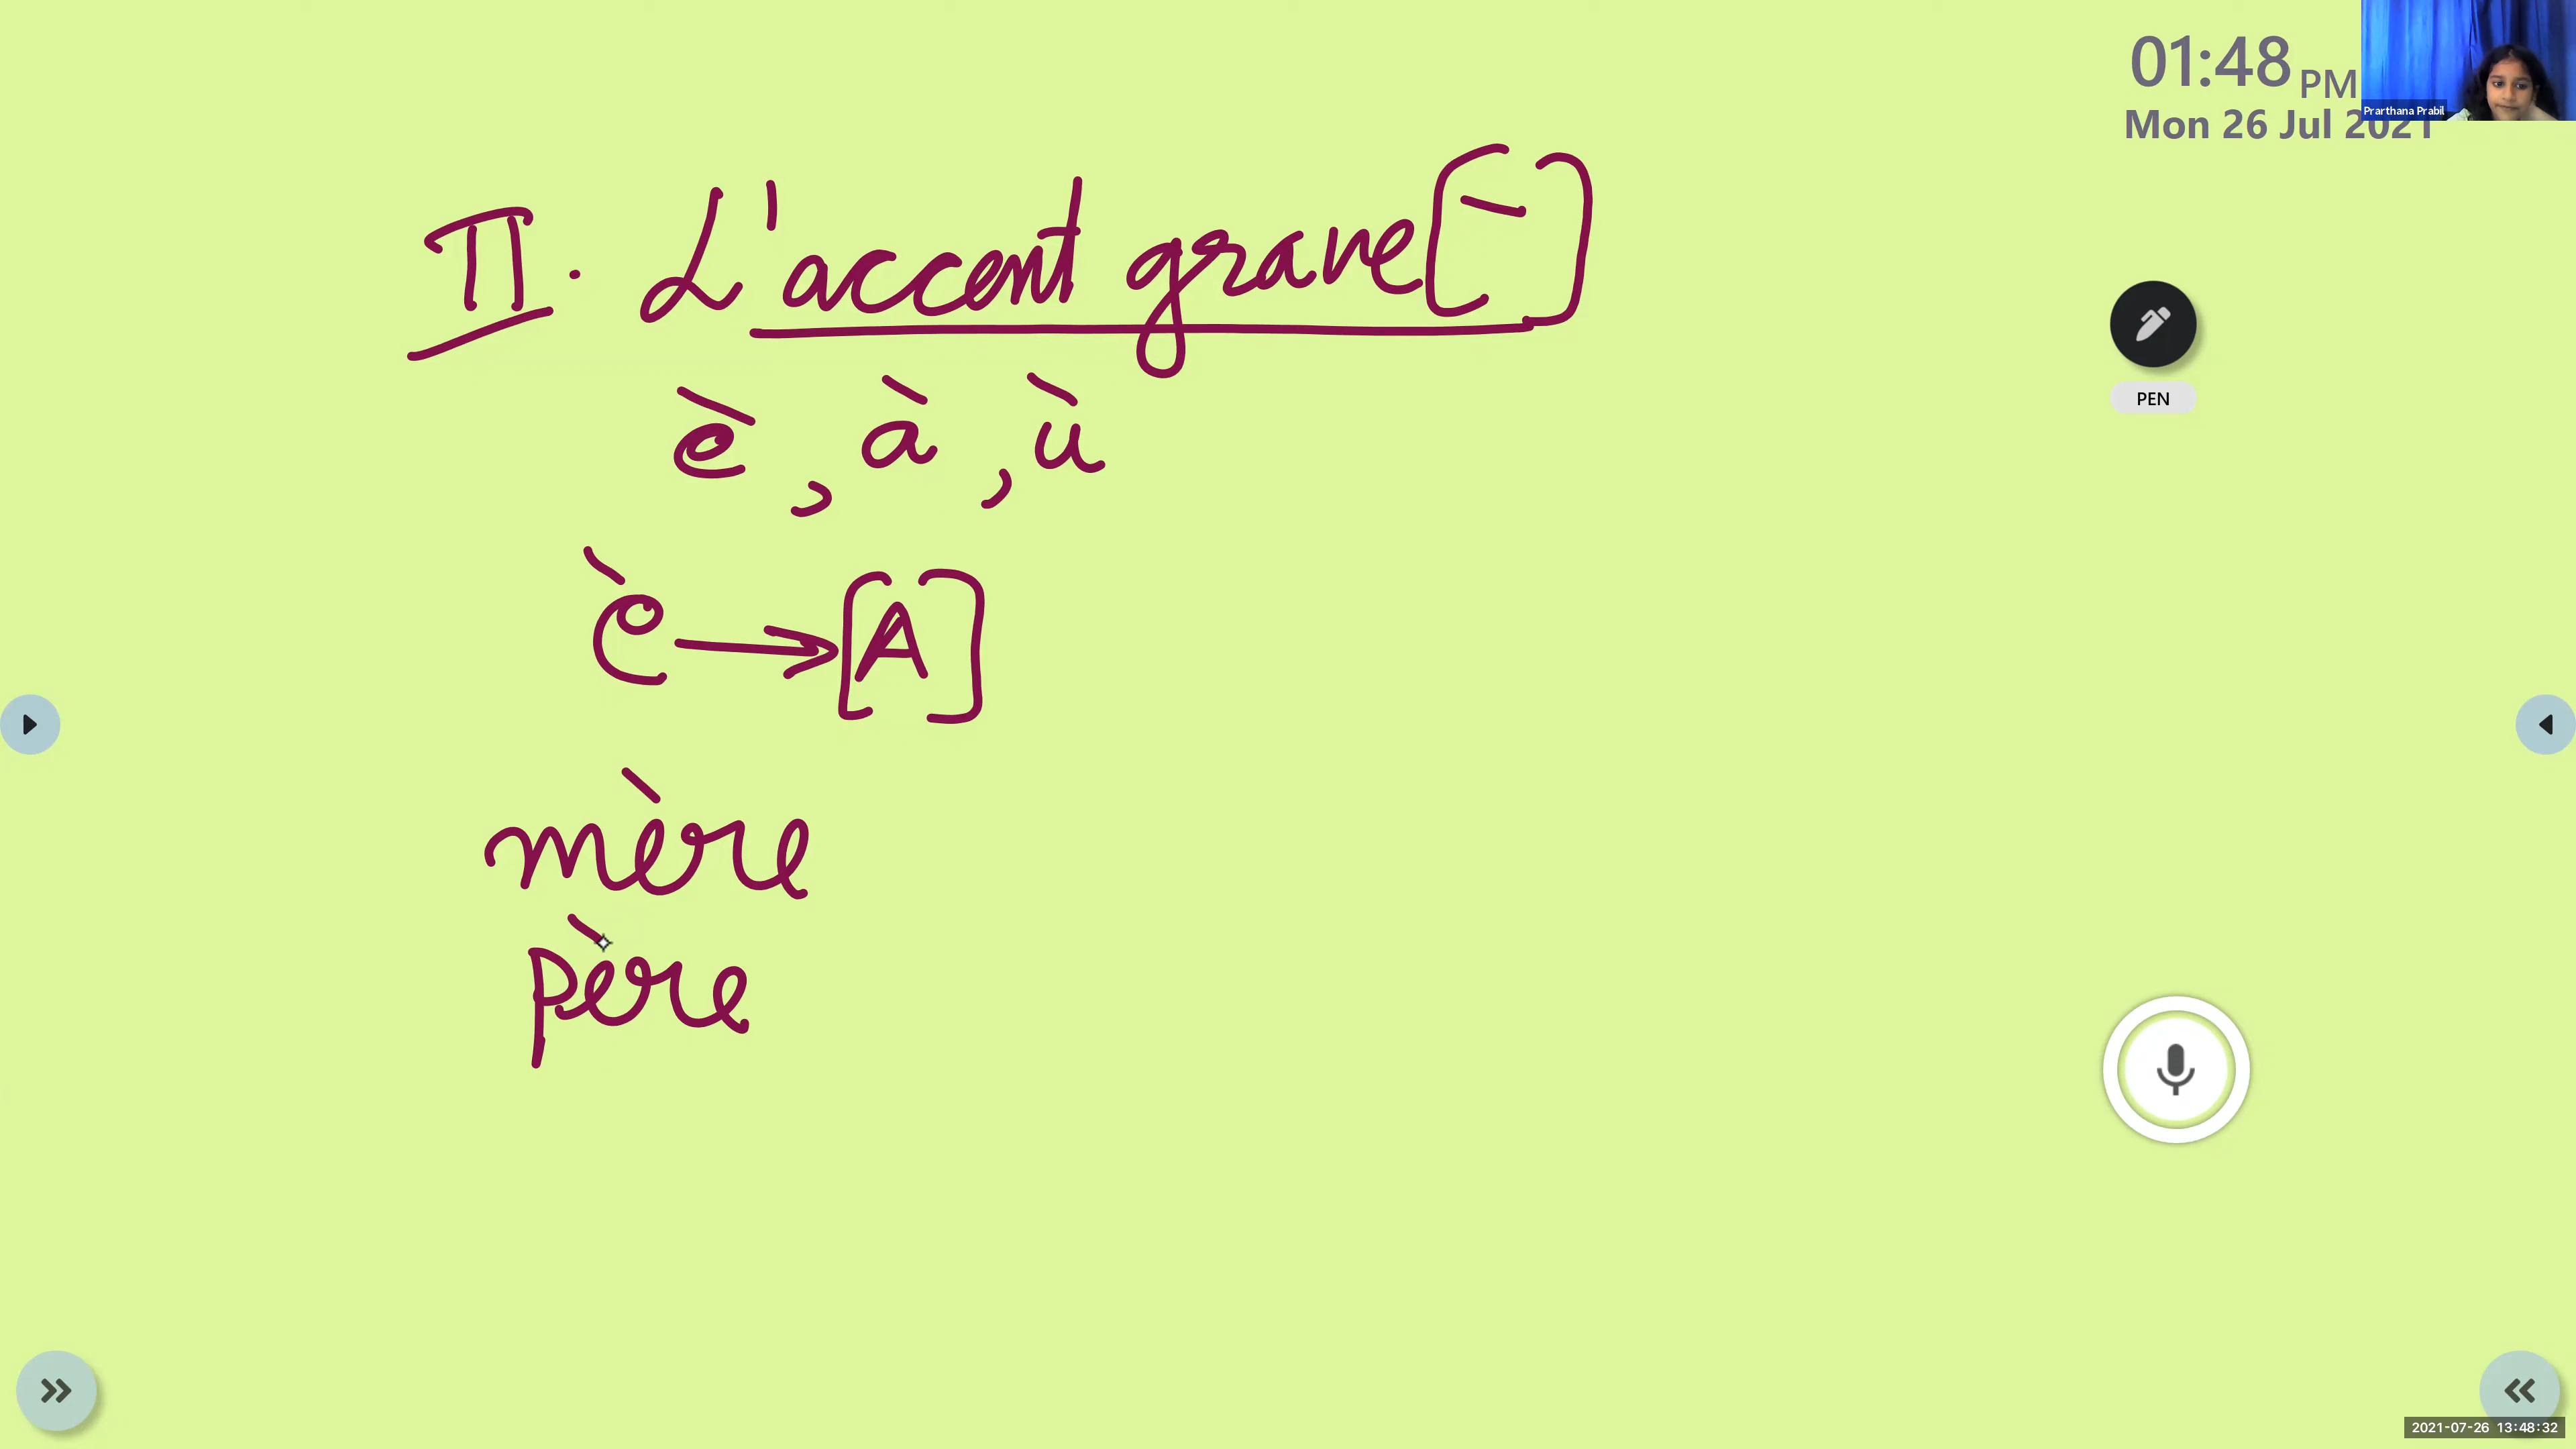 01:48 PM
Mon 26 Jul 2021
Prarthana Prabil
II. L'accent grave [`]
è, à, ù
è → [A]
mère
père
PEN
2021-07-26 13:48:32